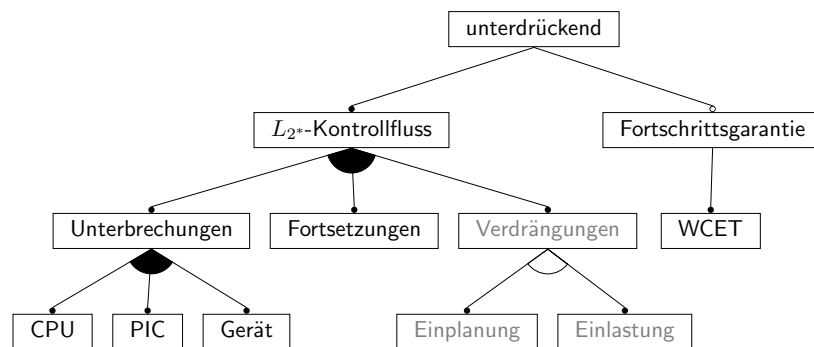 unterdrückend
L₂*-Kontrollfluss
Fortschrittsgarantie
Unterbrechungen
Fortsetzungen
Verdrängungen
WCET
CPU
PIC
Gerät
Einplanung
Einlastung